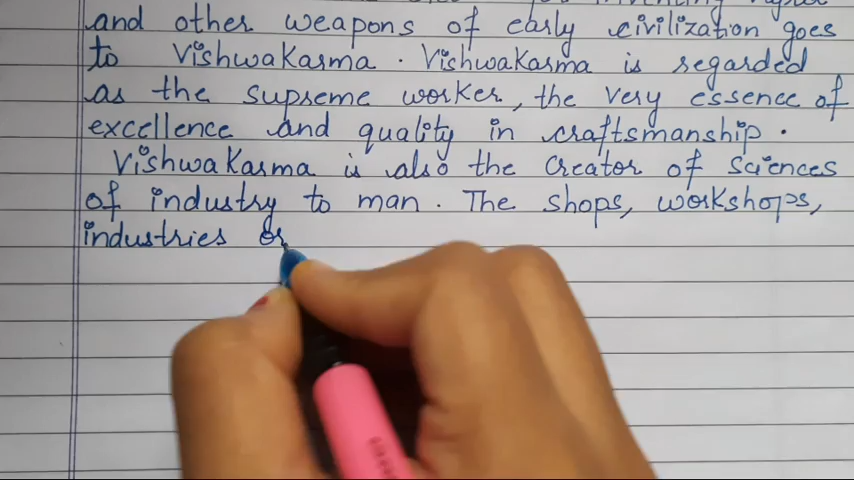 and other weapons of early civilization goes
to Vishwakarma. Vishwakarma is regarded
as the supreme worker, the very essence of
excellence and quality in craftsmanship.
Vishwakarma is also the creator of sciences
of industry to man. The shops, workshops,
industries or